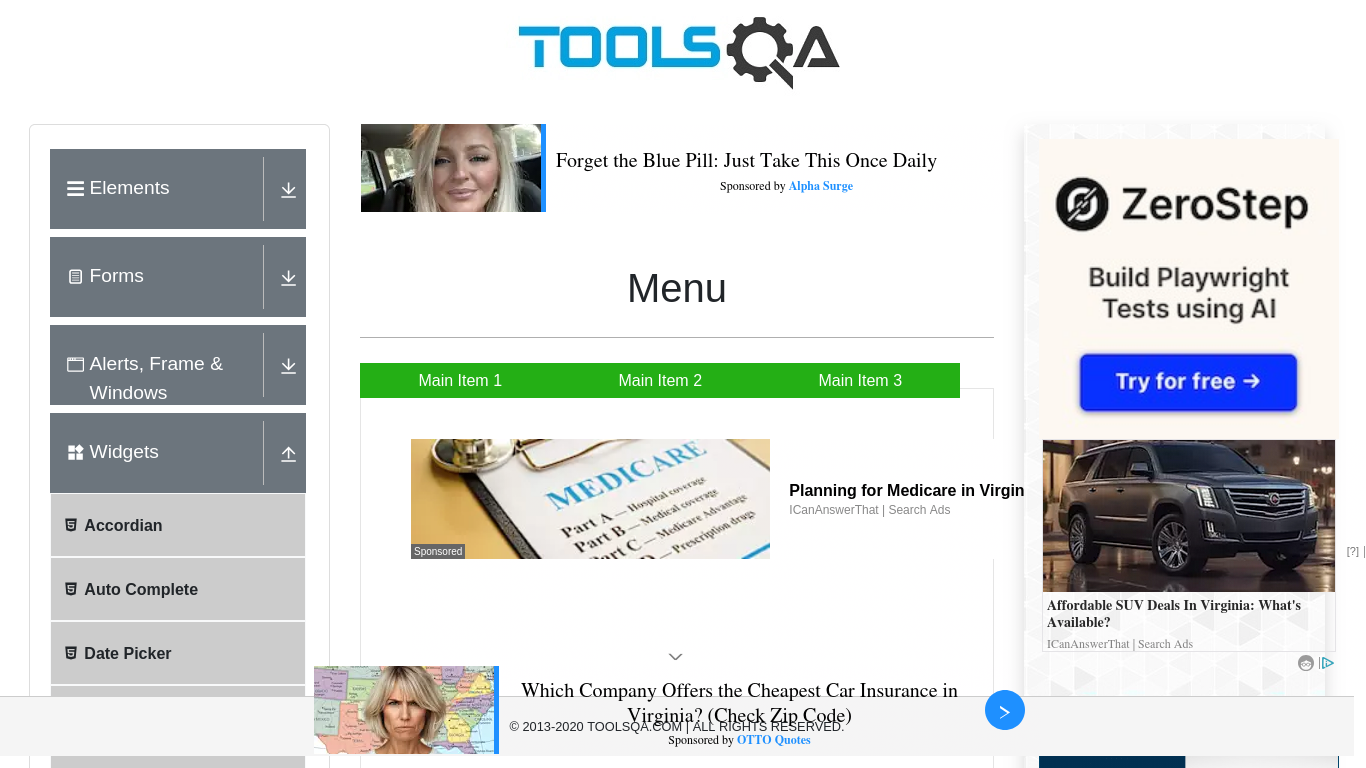 TOOLSQA
Elements
Forms
Alerts, Frame &
Windows
Widgets
Accordian
Auto Complete
Date Picker
Forget the Blue Pill: Just Take This Once Daily
Sponsored by Alpha Surge
Menu
Main Item 1
Main Item 2
Main Item 3
MEDICARE
Part A — Hospital coverage
Part B — Medical coverage
Part C — Medicare Advantage
Part D — Prescription drugs
Sponsored
Planning for Medicare in Virgin
ICanAnswerThat | Search Ads
ZeroStep
Build Playwright
Tests using AI
Try for free →
[?] |
Affordable SUV Deals In Virginia: What's
Available?
ICanAnswerThat | Search Ads
Which Company Offers the Cheapest Car Insurance in
Virginia? (Check Zip Code)
© 2013-2020 TOOLSQA.COM | ALL RIGHTS RESERVED.
Sponsored by OTTO Quotes